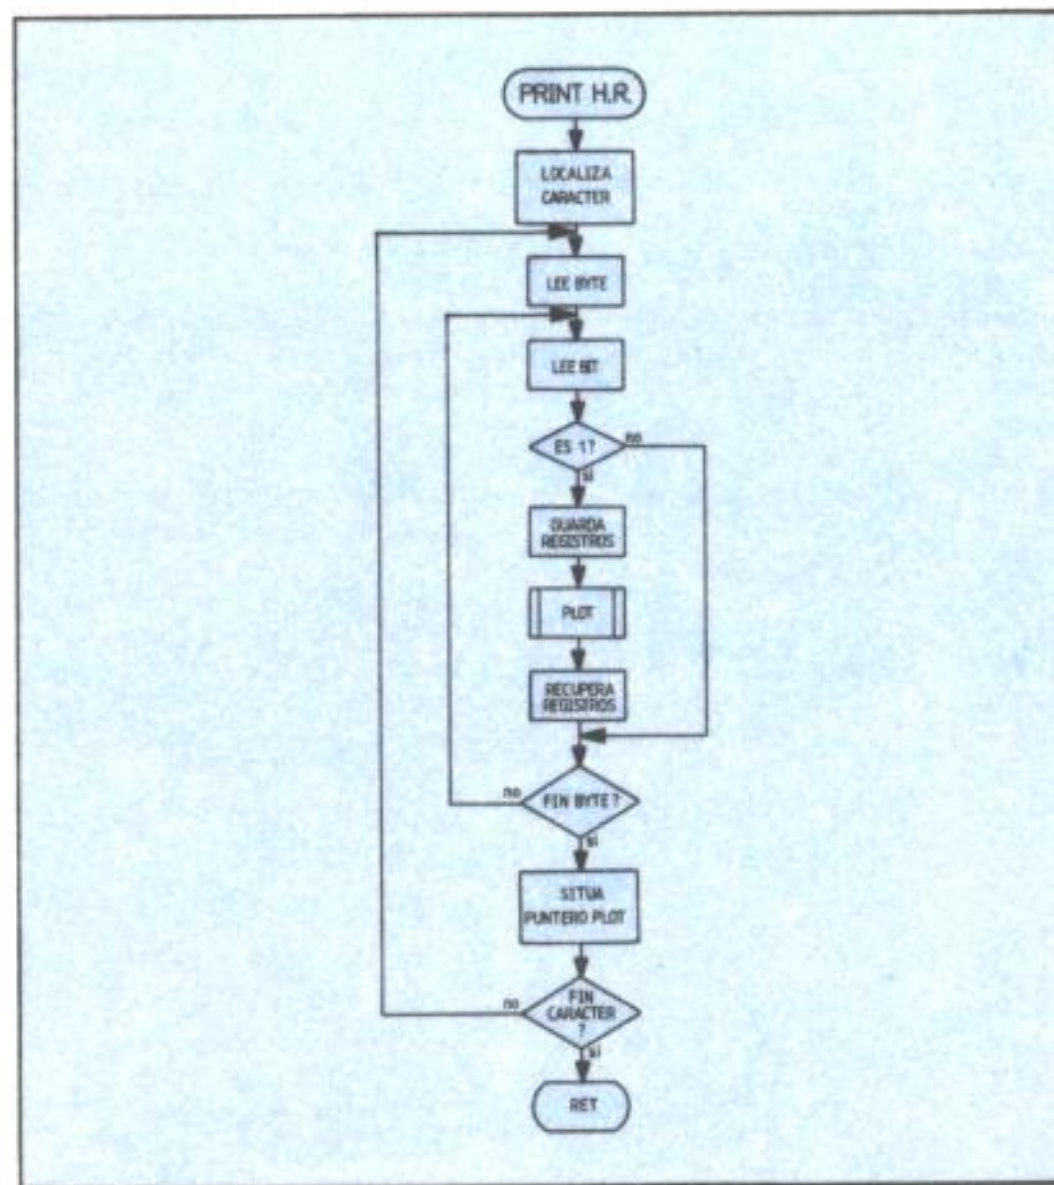 PRINT H.R.
LOCALIZA
CARACTER
LEE BYTE
LEE BIT
ES 1?
no
si
GUARDA
REGISTROS
PLOT
RECUPERA
REGISTROS
FIN BYTE?
no
si
SITUA
PUNTERO PLOT
FIN
CARACTER
?
no
si
RET